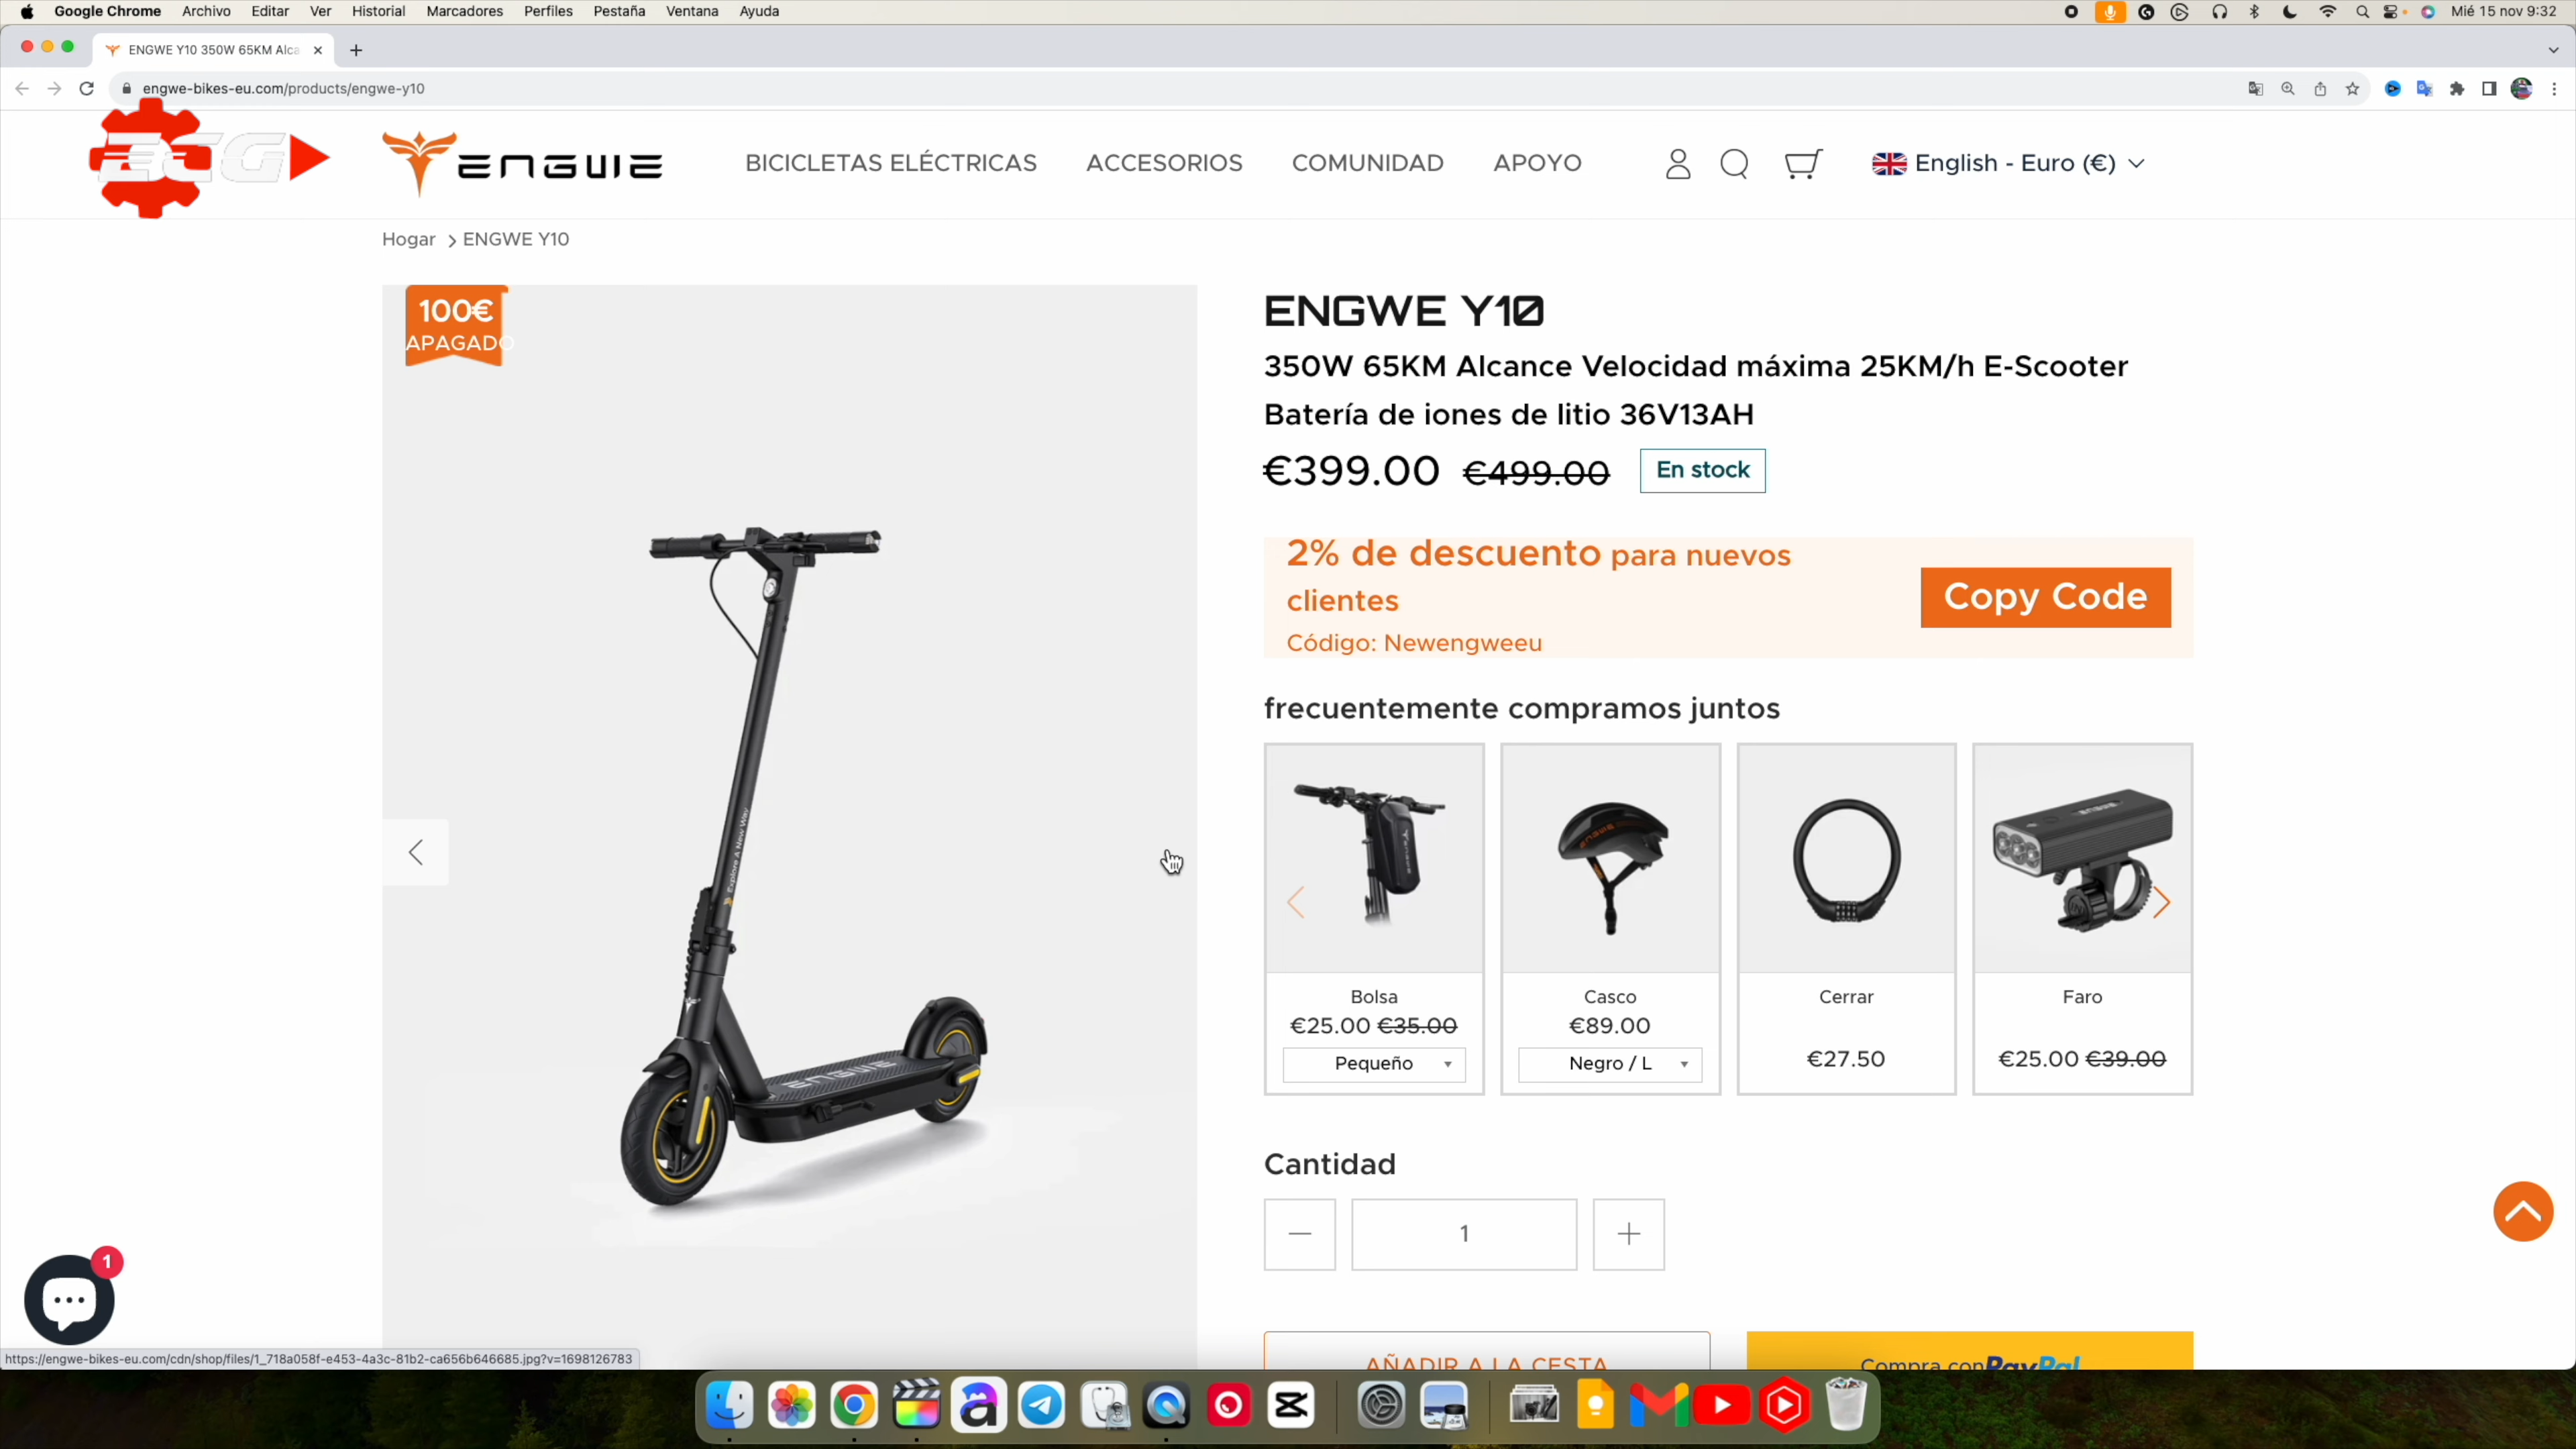 Google Chrome Archivo Editar Ver Historial Marcadores Perfiles Pestaña Ventana Ayuda
Mié 15 nov 9:32
ENGWE Y10 350W 65KM Alca
engwe-bikes-eu.com/products/engwe-y10
ECG
ENGWE
BICICLETAS ELÉCTRICAS ACCESORIOS COMUNIDAD APOYO
English - Euro (€)
Hogar > ENGWE Y10
100€
APAGADO
ENGWE Y10
350W 65KM Alcance Velocidad máxima 25KM/h E-Scooter
Batería de iones de litio 36V13AH
€399.00 €499.00 En stock
2% de descuento para nuevos
clientes
Código: Newengweeu
Copy Code
frecuentemente compramos juntos
Explore A New Way
ENGWE
Bolsa
€25.00 €35.00
Pequeño
Casco
€89.00
Negro / L
Cerrar
€27.50
Faro
€25.00 €39.00
Cantidad
1
AÑADIR A LA CESTA
Compra con PayPal
1
https://engwe-bikes-eu.com/cdn/shop/files/1_718a058f-e453-4a3c-81b2-ca656b646685.jpg?v=1698126783